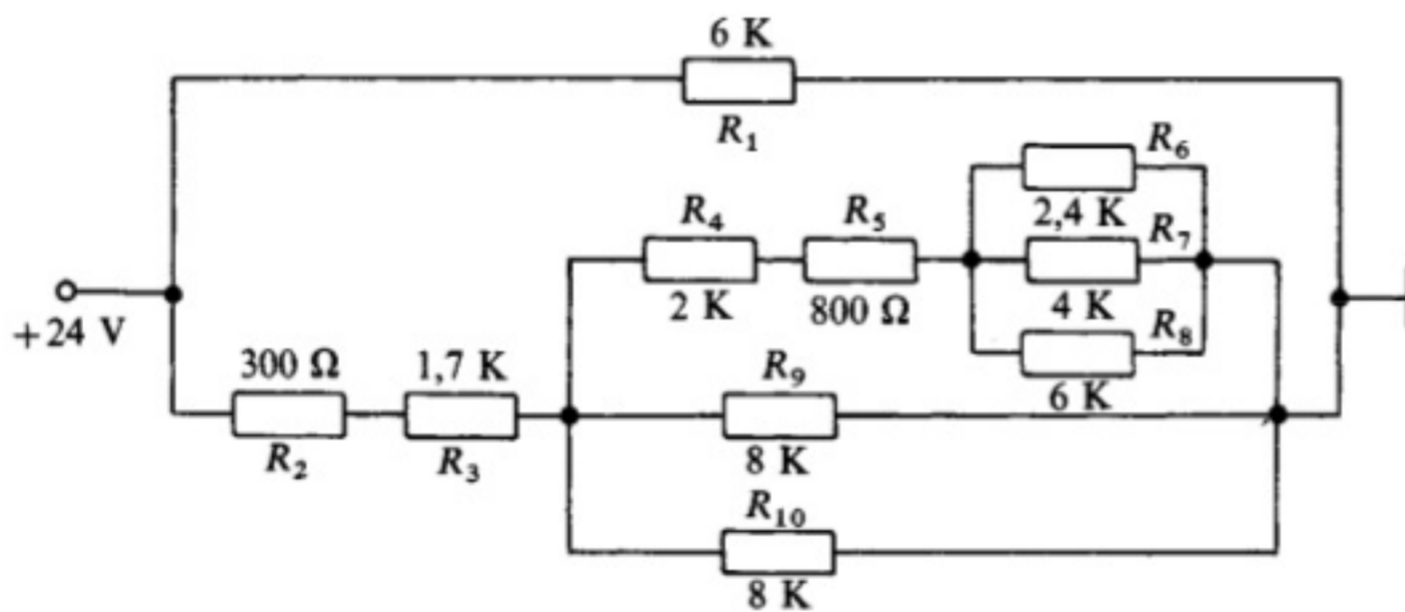 6 K
R₁
R₆
2,4 K
R₄
R₅
R₇
2 K
800 Ω
4 K
R₈
6 K
+24 V
300 Ω
1,7 K
R₂
R₃
R₉
8 K
R₁₀
8 K